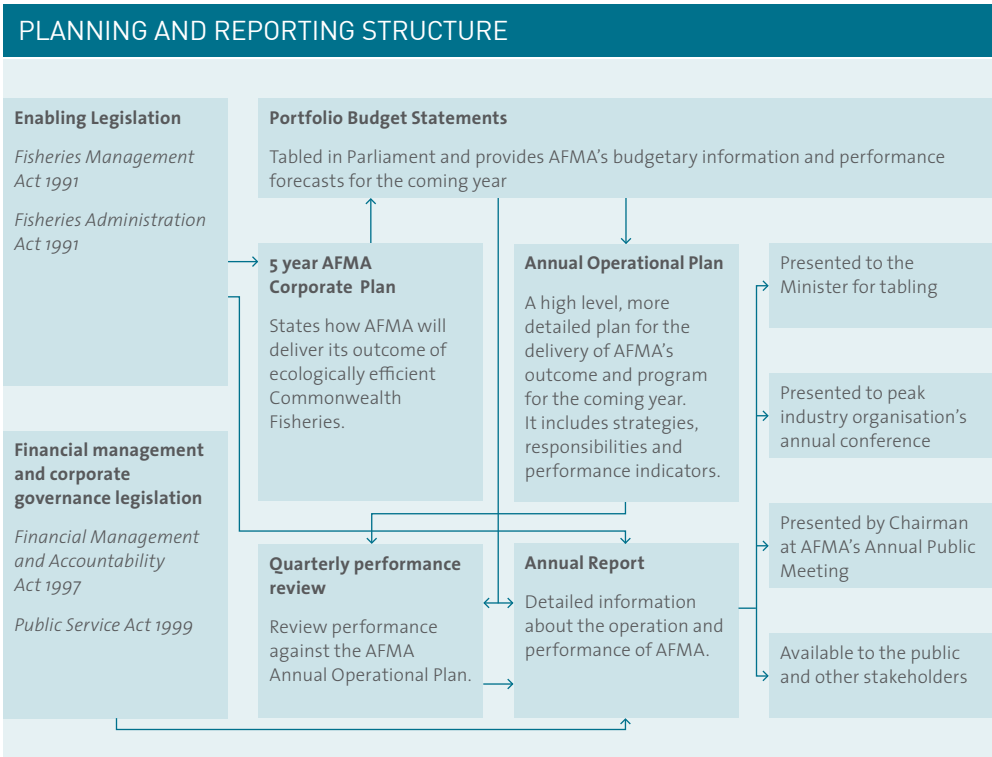 PLANNING AND REPORTING STRUCTURE
Enabling Legislation
Fisheries Management
Act 1991
Fisheries Administration
Act 1991
Portfolio Budget Statements
Tabled in Parliament and provides AFMA's budgetary information and performance
forecasts for the coming year
5 year AFMA
Corporate Plan
States how AFMA will
deliver its outcome of
ecologically efficient
Commonwealth
Fisheries.
Annual Operational Plan
A high level, more
detailed plan for the
delivery of AFMA's
outcome and program
for the coming year.
It includes strategies,
responsibilities and
performance indicators.
Presented to the
Minister for tabling
Presented to peak
industry organisation's
annual conference
Financial management
and corporate
governance legislation
Financial Management
and Accountability
Act 1997
Public Service Act 1999
Quarterly performance
review
Review performance
against the AFMA
Annual Operational Plan.
Annual Report
Detailed information
about the operation and
performance of AFMA.
Presented by Chairman
at AFMA's Annual Public
Meeting
Available to the public
and other stakeholders